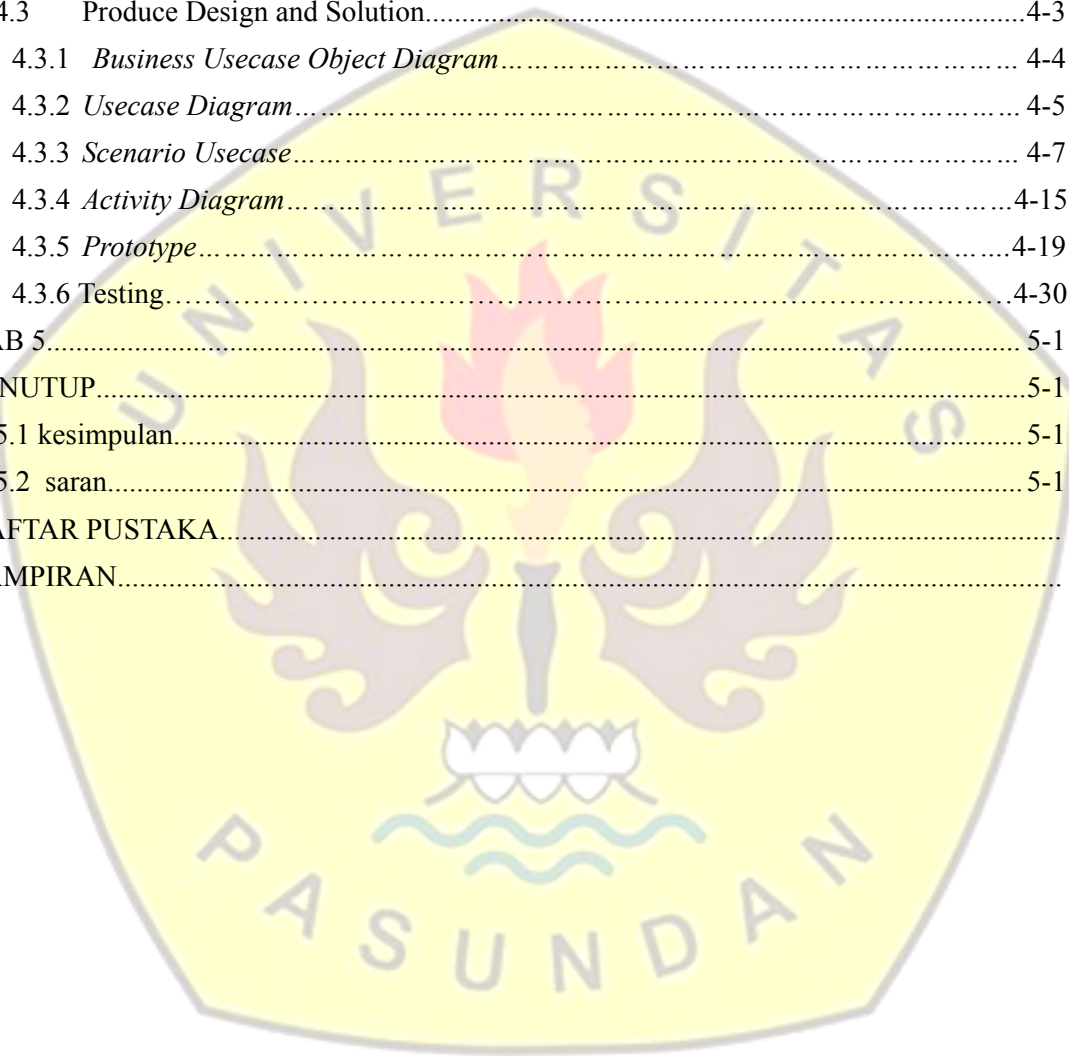 4.3 Produce Design and Solution..........4-3
4.3.1 Business Usecase Object Diagram.......... 4-4
4.3.2 Usecase Diagram.......... 4-5
4.3.3 Scenario Usecase.......... 4-7
4.3.4 Activity Diagram..........4-15
4.3.5 Prototype..........4-19
4.3.6 Testing..........4-30
AB 5.......... 5-1
NUTUP..........5-1
5.1 kesimpulan.......... 5-1
5.2 saran.......... 5-1
AFTAR PUSTAKA..........
AMPIRAN..........
UNIVERSITAS
PASUNDAN